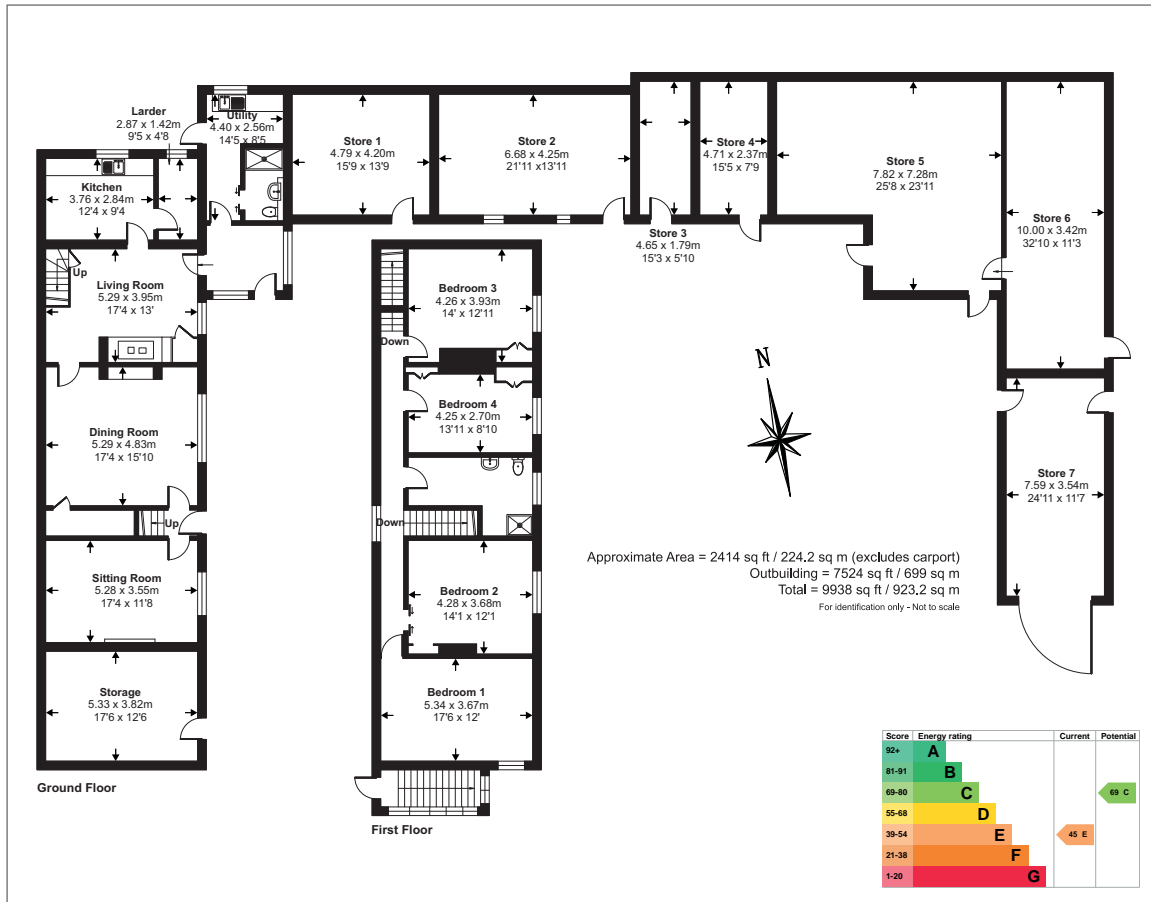 Larder
2.87 x 1.42m
9'5 x 4'8
Utility
4.40 x 2.56m
14'5 x 8'5
Store 1
4.79 x 4.20m
15'9 x 13'9
Store 2
6.68 x 4.25m
21'11 x13'11
Store 3
4.65 x 1.79m
15'3 x 5'10
Store 4
4.71 x 2.37m
15'5 x 7'9
Store 5
7.82 x 7.28m
25'8 x 23'11
Store 6
10.00 x 3.42m
32'10 x 11'3
Store 7
7.59 x 3.54m
24'11 x 11'7
Kitchen
3.76 x 2.84m
12'4 x 9'4
Up
Living Room
5.29 x 3.95m
17'4 x 13'
Dining Room
5.29 x 4.83m
17'4 x 15'10
Up
Sitting Room
5.28 x 3.55m
17'4 x 11'8
Storage
5.33 x 3.82m
17'6 x 12'6
Ground Floor
Bedroom 3
4.26 x 3.93m
14' x 12'11
Down
Bedroom 4
4.25 x 2.70m
13'11 x 8'10
Down
Bedroom 2
4.28 x 3.68m
14'1 x 12'1
Bedroom 1
5.34 x 3.67m
17'6 x 12'
First Floor
N
Approximate Area = 2414 sq ft / 224.2 sq m (excludes carport)
Outbuilding = 7524 sq ft / 699 sq m
Total = 9938 sq ft / 923.2 sq m
For identification only - Not to scale
Score Energy rating Current Potential
92+ A
81-91 B
69-80 C 69 C
55-68 D
39-54 E 45 E
21-38 F
1-20 G